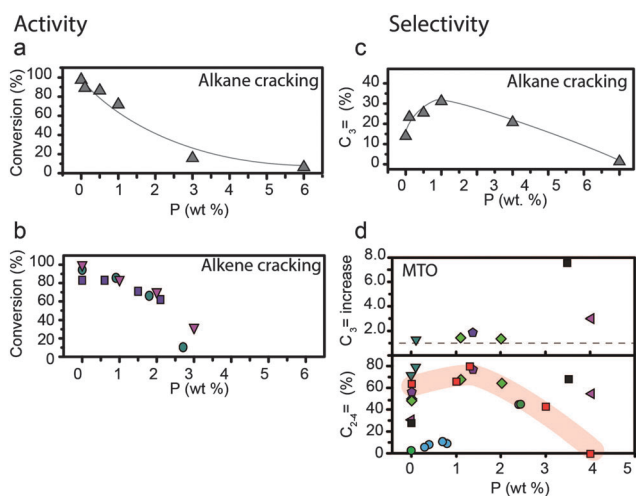 Activity
Selectivity
a
Alkane cracking
Conversion (%)
100
80
60
40
20
0
0 1 2 3 4 5 6
P (wt %)
b
Alkene cracking
Conversion (%)
100
80
60
40
20
0
0 1 2 3 4 5 6
P (wt %)
c
Alkane cracking
C3= (%)
40
30
20
10
0
0 1 2 3 4 5 6
P (wt. %)
d
MTO
C3= increase
8.0
6.0
4.0
2.0
C2-4= (%)
80
60
40
20
0
0 1 2 3 4 5
P (wt %)